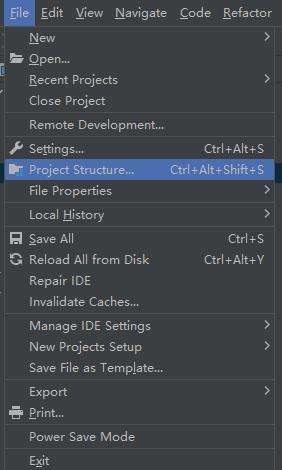 File Edit View Navigate Code Refactor
New
Open...
Recent Projects
Close Project
Remote Development...
Settings... Ctrl+Alt+S
Project Structure... Ctrl+Alt+Shift+S
File Properties
Local History
Save All Ctrl+S
Reload All from Disk Ctrl+Alt+Y
Repair IDE
Invalidate Caches...
Manage IDE Settings
New Projects Setup
Save File as Template...
Export
Print...
Power Save Mode
Exit